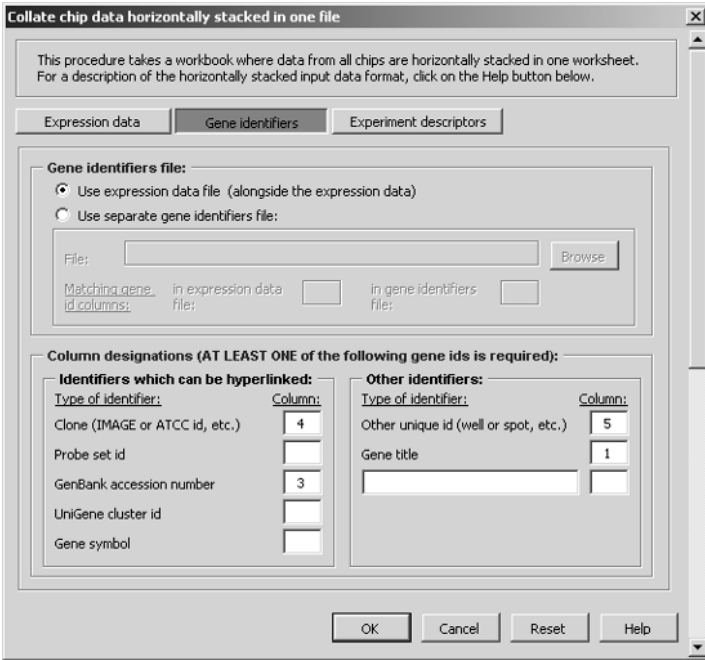 Collate chip data horizontally stacked in one file
This procedure takes a workbook where data from all chips are horizontally stacked in one worksheet.
For a description of the horizontally stacked input data format, click on the Help button below.
Expression data Gene identifiers Experiment descriptors
Gene identifiers file:
Use expression data file (alongside the expression data)
Use separate gene identifiers file:
File: Browse
Matching gene in expression data in gene identifiers
id columns: file: file:
Column designations (AT LEAST ONE of the following gene ids is required):
Identifiers which can be hyperlinked: Other identifiers:
Type of identifier: Column: Type of identifier: Column:
Clone (IMAGE or ATCC id, etc.) 4 Other unique id (well or spot, etc.) 5
Probe set id Gene title 1
GenBank accession number 3
UniGene cluster id
Gene symbol
OK Cancel Reset Help